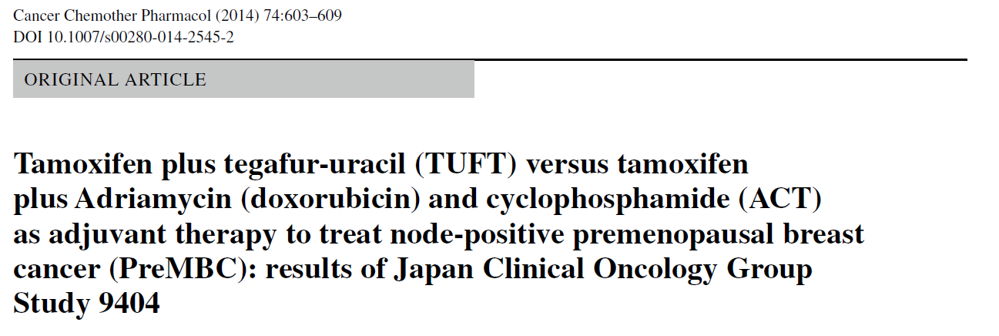 Cancer Chemother Pharmacol (2014) 74:603–609
DOI 10.1007/s00280-014-2545-2
ORIGINAL ARTICLE
Tamoxifen plus tegafur-uracil (TUFT) versus tamoxifen
plus Adriamycin (doxorubicin) and cyclophosphamide (ACT)
as adjuvant therapy to treat node-positive premenopausal breast
cancer (PreMBC): results of Japan Clinical Oncology Group
Study 9404